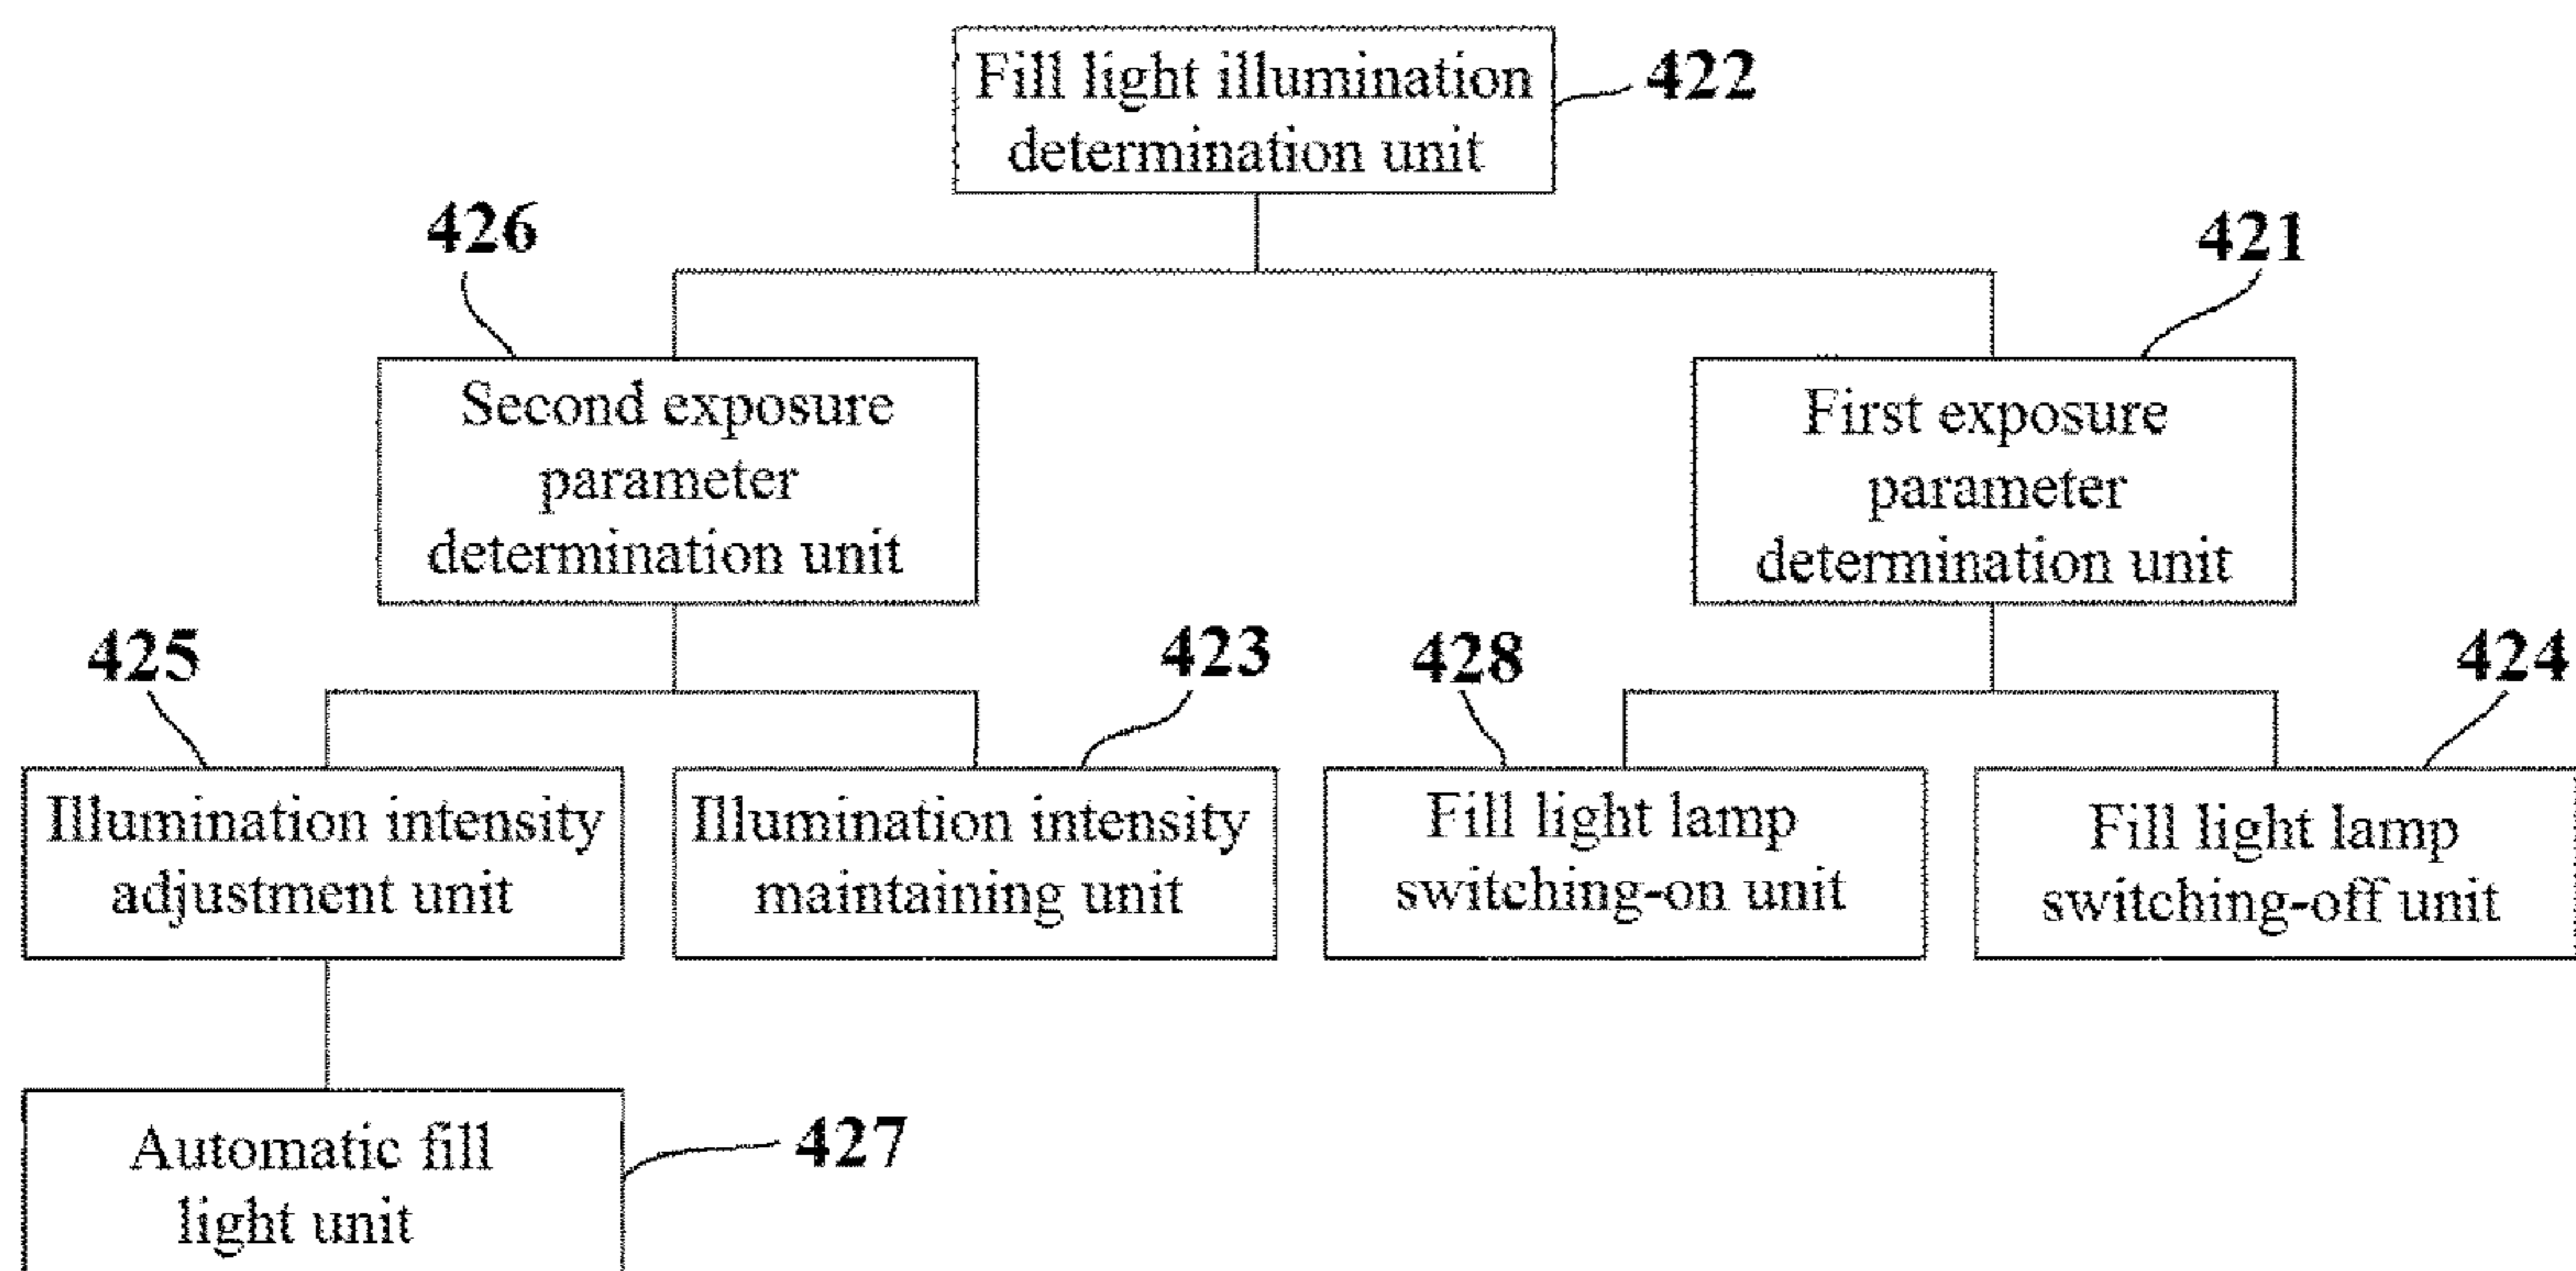 Fill light illumination
determination unit
422
426
421
Second exposure
parameter
determination unit
First exposure
parameter
determination unit
425
423
428
424
Illumination intensity
adjustment unit
Illumination intensity
maintaining unit
Fill light lamp
switching-on unit
Fill light lamp
switching-off unit
Automatic fill
light unit
427